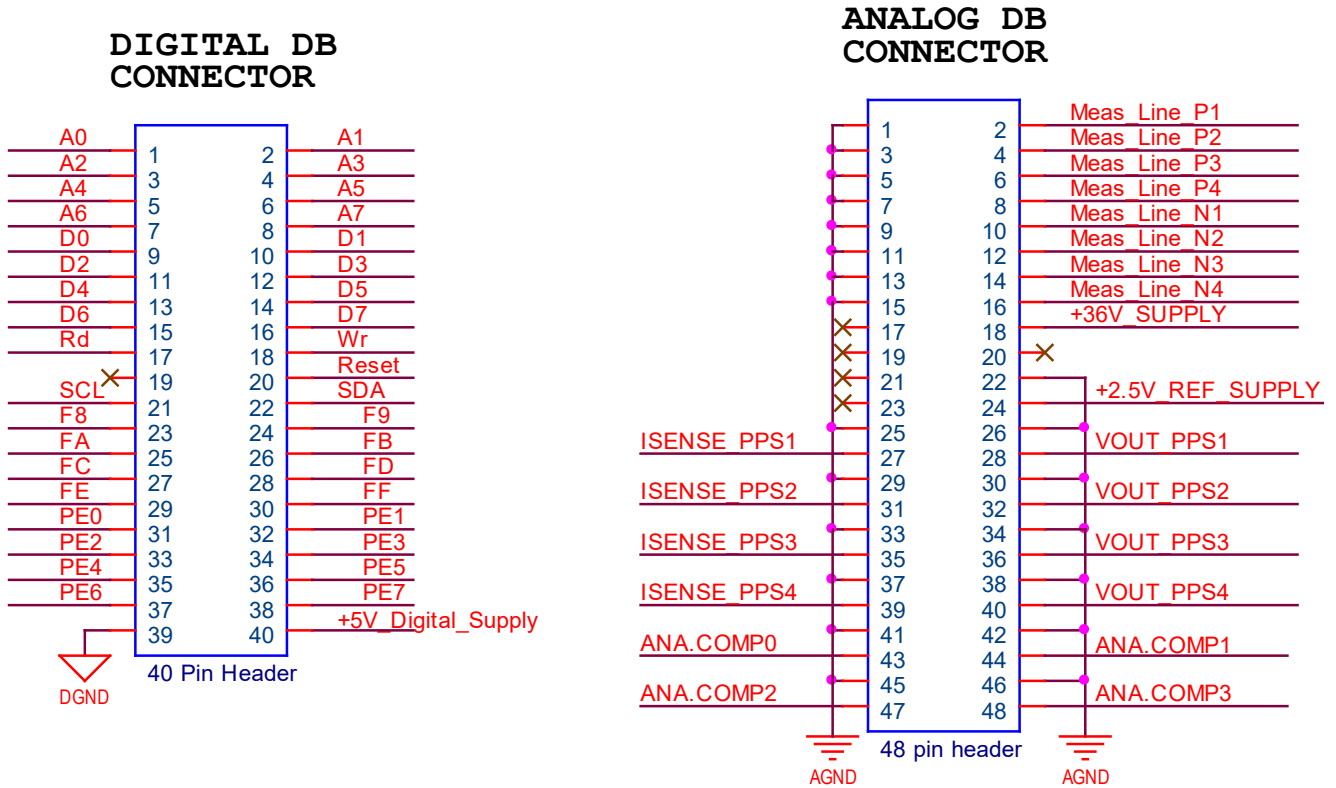 DIGITAL DB
CONNECTOR
A0 1 2 A1
A2 3 4 A3
A4 5 6 A5
A6 7 8 A7
D0 9 10 D1
D2 11 12 D3
D4 13 14 D5
D6 15 16 D7
Rd 17 18 Wr
19 20 Reset
SCL 21 22 SDA
F8 23 24 F9
FA 25 26 FB
FC 27 28 FD
FE 29 30 FF
PE0 31 32 PE1
PE2 33 34 PE3
PE4 35 36 PE5
PE6 37 38 PE7
39 40 +5V_Digital_Supply
40 Pin Header
DGND
ANALOG DB
CONNECTOR
1 2 Meas_Line_P1
3 4 Meas_Line_P2
5 6 Meas_Line_P3
7 8 Meas_Line_P4
9 10 Meas_Line_N1
11 12 Meas_Line_N2
13 14 Meas_Line_N3
15 16 Meas_Line_N4
17 18 +36V_SUPPLY
19 20
21 22
23 24 +2.5V_REF_SUPPLY
25 26
ISENSE_PPS1 27 28 VOUT_PPS1
29 30
ISENSE_PPS2 31 32 VOUT_PPS2
33 34
ISENSE_PPS3 35 36 VOUT_PPS3
37 38
ISENSE_PPS4 39 40 VOUT_PPS4
41 42
ANA.COMP0 43 44 ANA.COMP1
45 46
ANA.COMP2 47 48 ANA.COMP3
48 pin header
AGND AGND